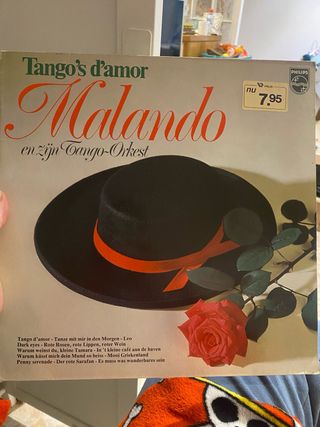 Tango's d'amor
PHILIPS
nu
7.95
Malando
en zijn Tango-Orkest
Tango d'amor - Tanze mit mir in den Morgen - Leo
Dark eyes - Rote Rosen, rote Lippen, roter Wein
Warum weinst du, kleine Tamara - In 't kleine café aan de haven
Warum küsst mich dein Mund so heiss - Mooi Griekenland
Penny serenade - Der rote Sarafan - Es muss was wunderbares sein